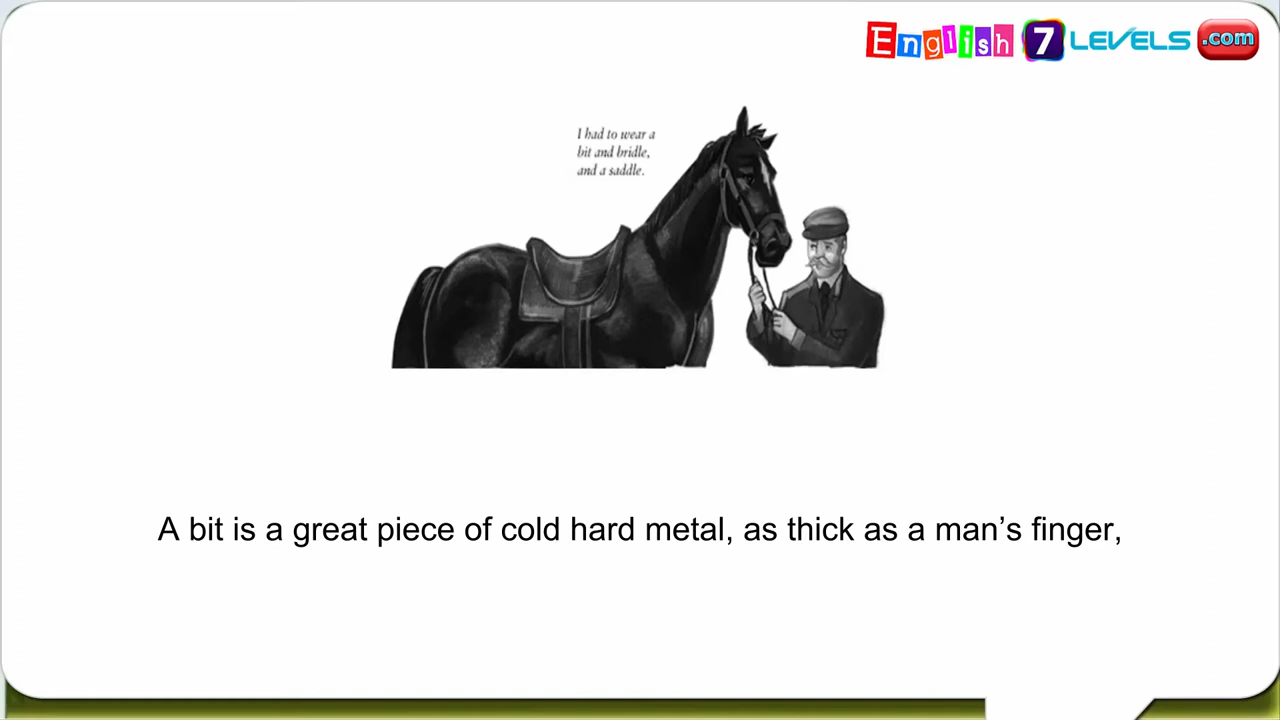 English 7 LEVELS .com
I had to wear a
bit and bridle,
and a saddle.
A bit is a great piece of cold hard metal, as thick as a man’s finger,